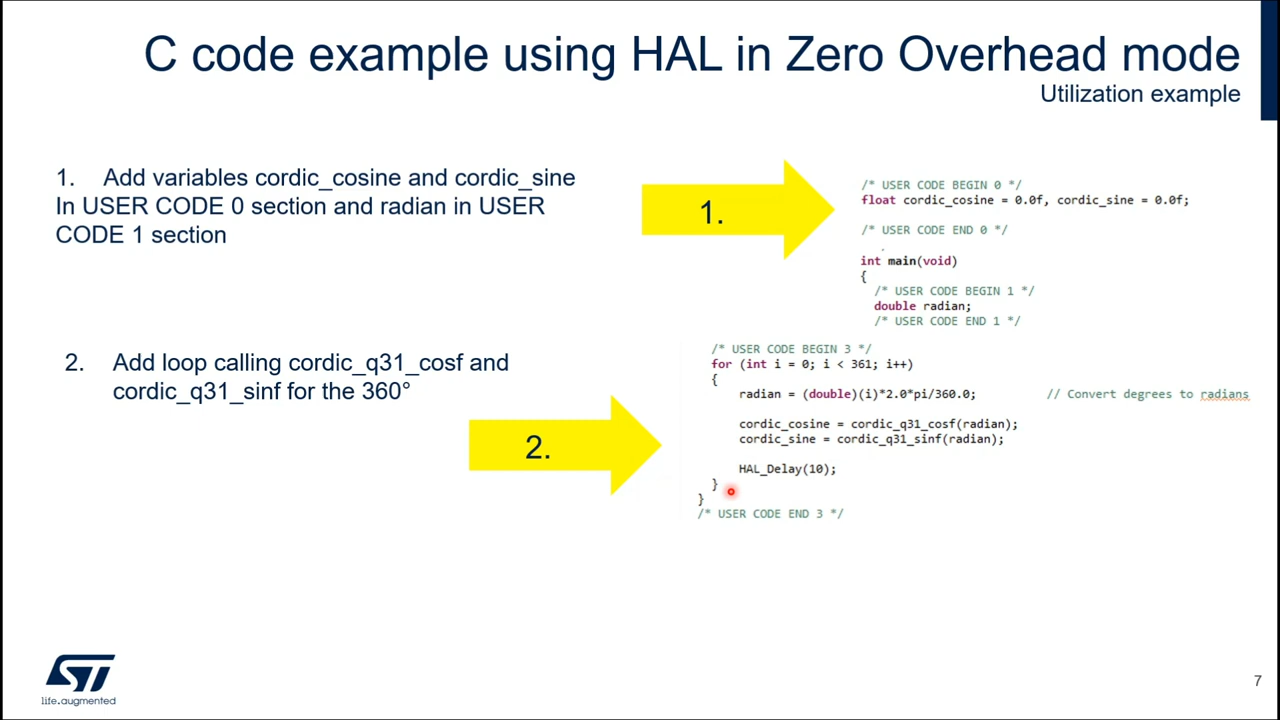 C code example using HAL in Zero Overhead mode
Utilization example
1. Add variables cordic_cosine and cordic_sine
In USER CODE 0 section and radian in USER
CODE 1 section
1.
/* USER CODE BEGIN 0 */
float cordic_cosine = 0.0f, cordic_sine = 0.0f;
/* USER CODE END 0 */
int main(void)
{
/* USER CODE BEGIN 1 */
double radian;
/* USER CODE END 1 */
2. Add loop calling cordic_q31_cosf and
cordic_q31_sinf for the 360°
2.
/* USER CODE BEGIN 3 */
for (int i = 0; i < 361; i++)
{
radian = (double)(i)*2.0*pi/360.0; // Convert degrees to radians
cordic_cosine = cordic_q31_cosf(radian);
cordic_sine = cordic_q31_sinf(radian);
HAL_Delay(10);
}
}
/* USER CODE END 3 */
ST
life.augmented
7